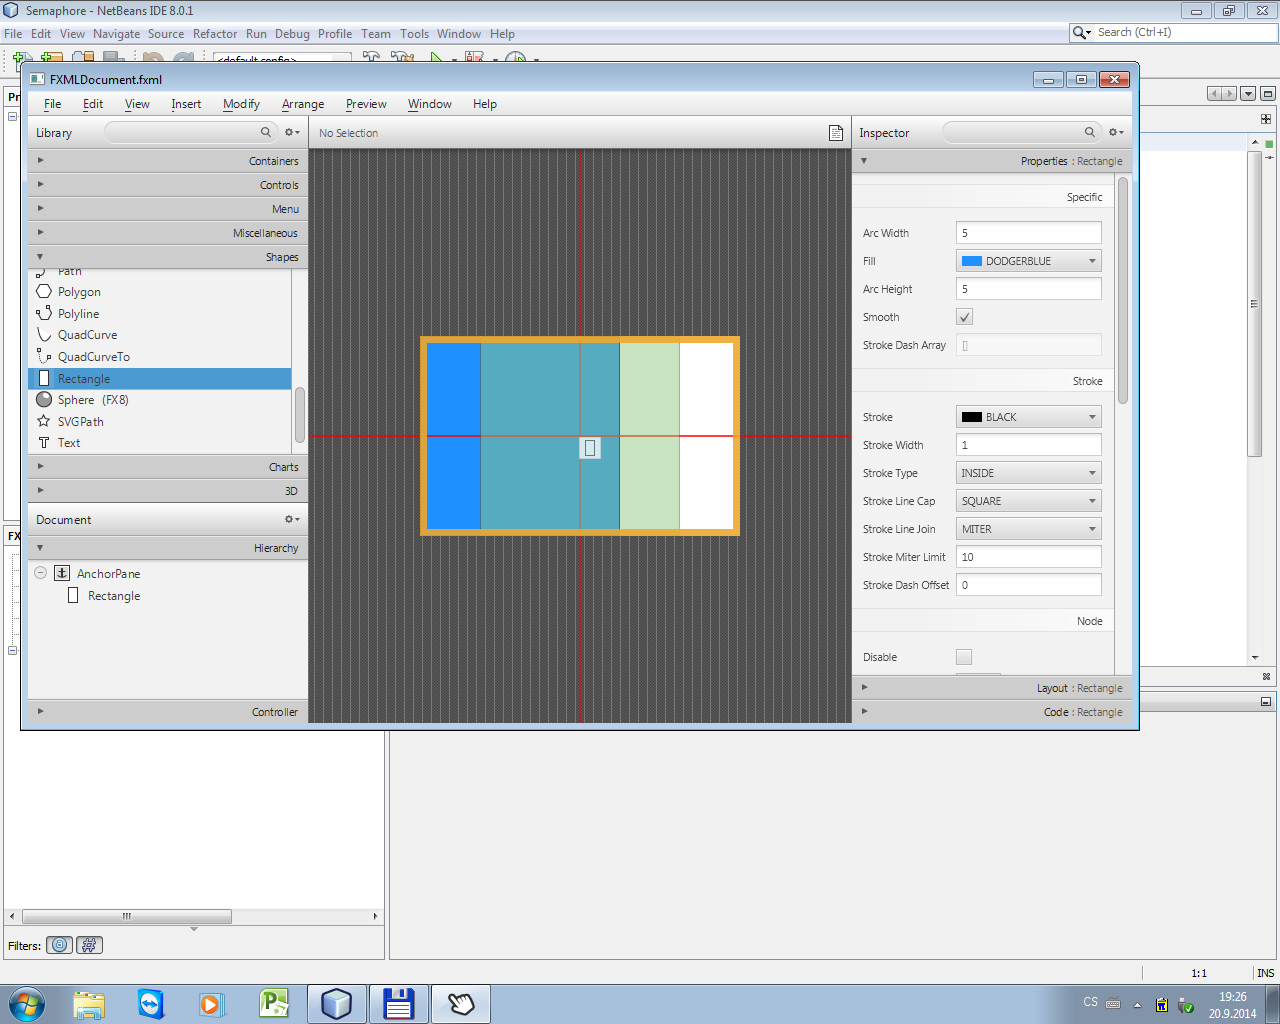 Semaphore - NetBeans IDE 8.0.1
File Edit View Navigate Source Refactor Run Debug Profile Team Tools Window Help
Search (Ctrl+I)
FXMLDocument.fxml
File Edit View Insert Modify Arrange Preview Window Help
Library
No Selection
Inspector
Containers
Properties : Rectangle
Controls
Menu
Miscellaneous
Shapes
Path
Polygon
Polyline
QuadCurve
QuadCurveTo
Rectangle
Sphere (FX8)
SVGPath
Text
Charts
3D
Document
Hierarchy
AnchorPane
Rectangle
Controller
Specific
Arc Width 5
Fill DODGERBLUE
Arc Height 5
Smooth
Stroke Dash Array []
Stroke
Stroke BLACK
Stroke Width 1
Stroke Type INSIDE
Stroke Line Cap SQUARE
Stroke Line Join MITER
Stroke Miter Limit 10
Stroke Dash Offset 0
Node
Disable
Layout : Rectangle
Code : Rectangle
Filters:
1:1 INS
CS
19:26
20.9.2014